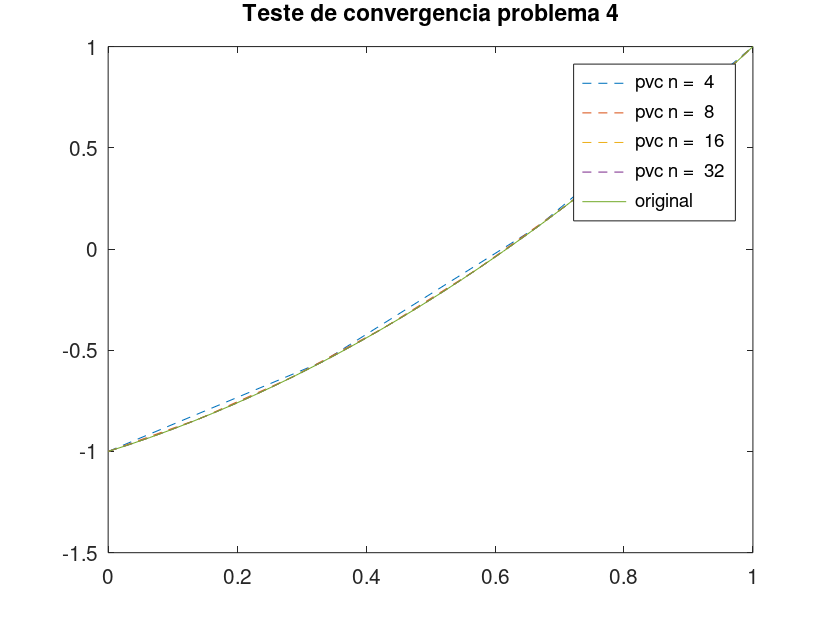 Teste de convergencia problema 4
1
0.5
0
-0.5
-1
-1.5
pvc n = 4
pvc n = 8
pvc n = 16
pvc n = 32
original
0 0.2 0.4 0.6 0.8 1